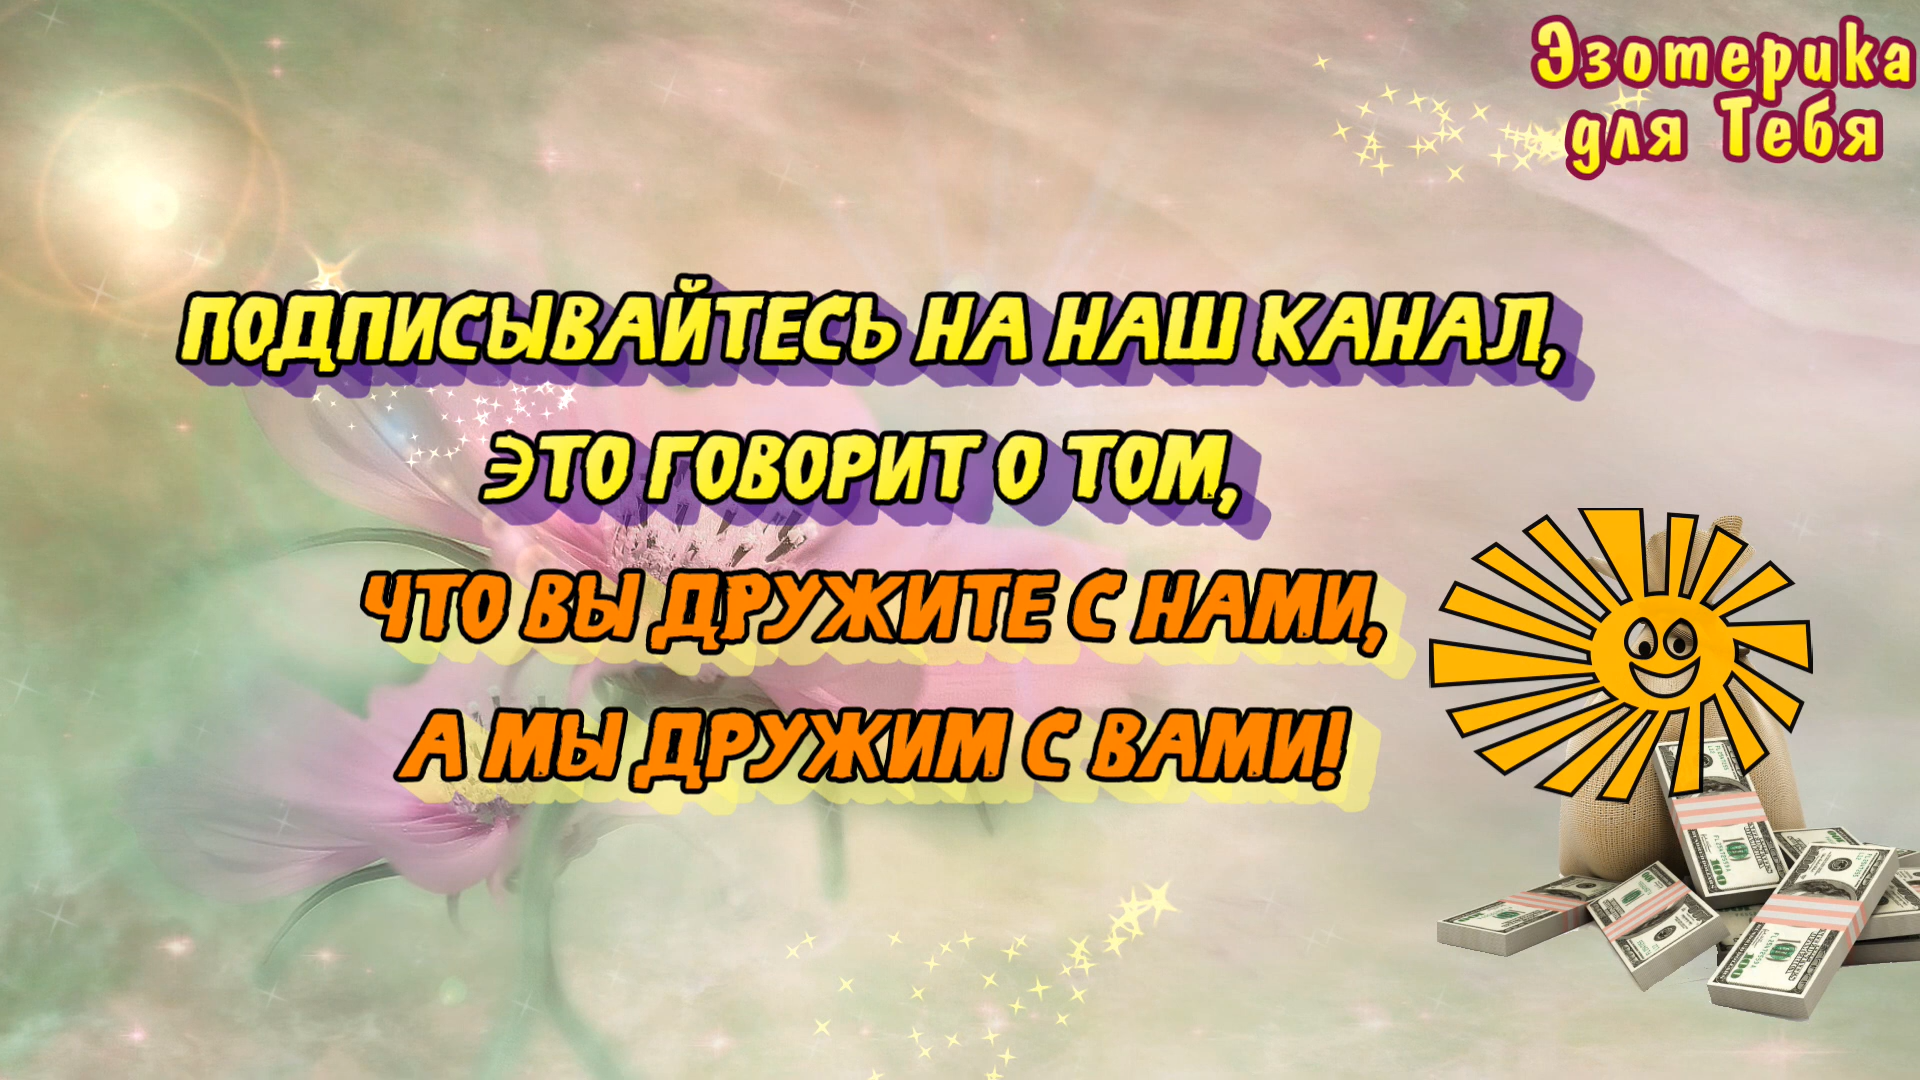 Эзотерика
для Тебя
ПОДПИСЫВАЙТЕСЬ НА НАШ КАНАЛ,
ЭТО ГОВОРИТ О ТОМ,
ЧТО ВЫ ДРУЖИТЕ С НАМИ,
А МЫ ДРУЖИМ С ВАМИ!